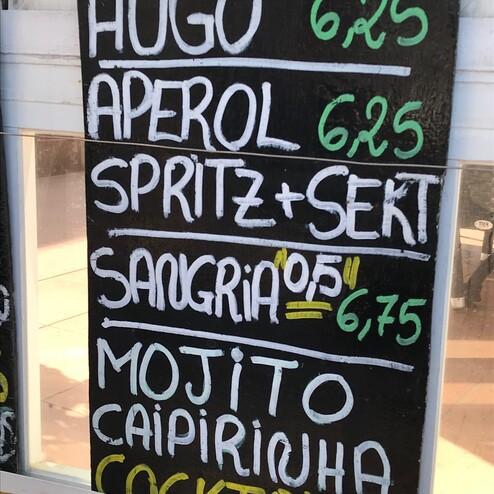 HUGO 6,25
APEROL 6,25
SPRITZ+SEKT
SANGRIA "0,5" 6,75
MOJITO
CAIPIRINHA